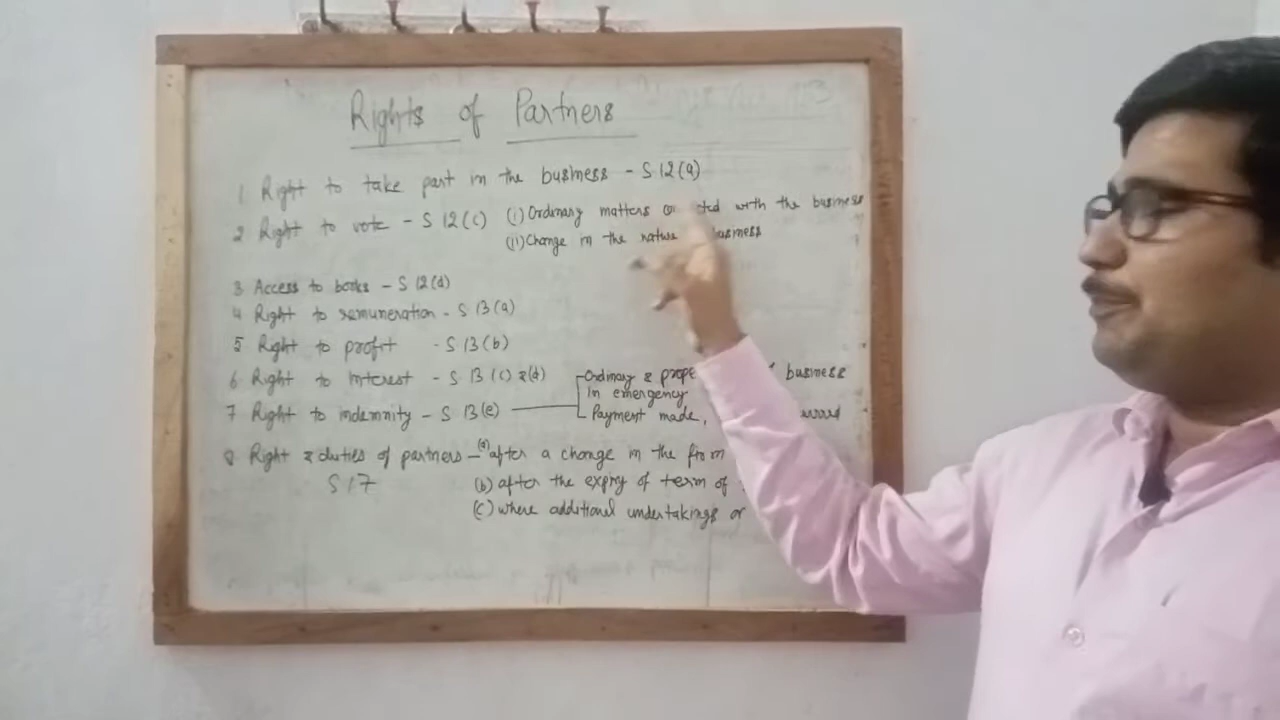 Rights of Partners
1 Right to take part in the business - S 12(a)
2 Right to vote - S 12(c) (i) Ordinary matters with the business
(ii) Change in the nature business
3 Access to books - S 12(d)
4 Right to remuneration - S 13(a)
5 Right to profit - S 13(b)
6 Right to interest - S 13 (c) & (d)
Ordinary & business
In emergency
7 Right to indemnity - S 13(e)
Payment made,
8 Right & duties of partners - (a) after a change in the firm
S 17 (b) after the expiry of term of
(c) where additional undertakings or